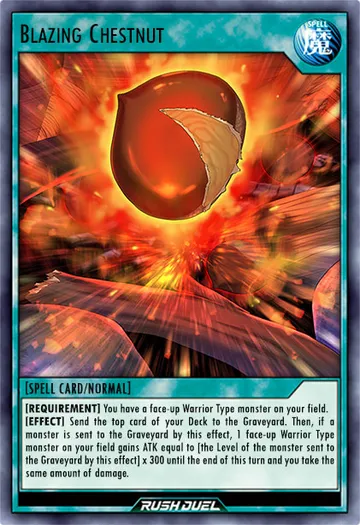 BLAZING CHESTNUT
SPELL
魔
[SPELL CARD/NORMAL]
[REQUIREMENT] You have a face-up Warrior Type monster on your field.
[EFFECT] Send the top card of your Deck to the Graveyard. Then, if a
monster is sent to the Graveyard by this effect, 1 face-up Warrior Type
monster on your field gains ATK equal to [the Level of the monster sent
to the Graveyard by this effect] x 300 until the end of this turn and you take the
same amount of damage.
RUSH DUEL